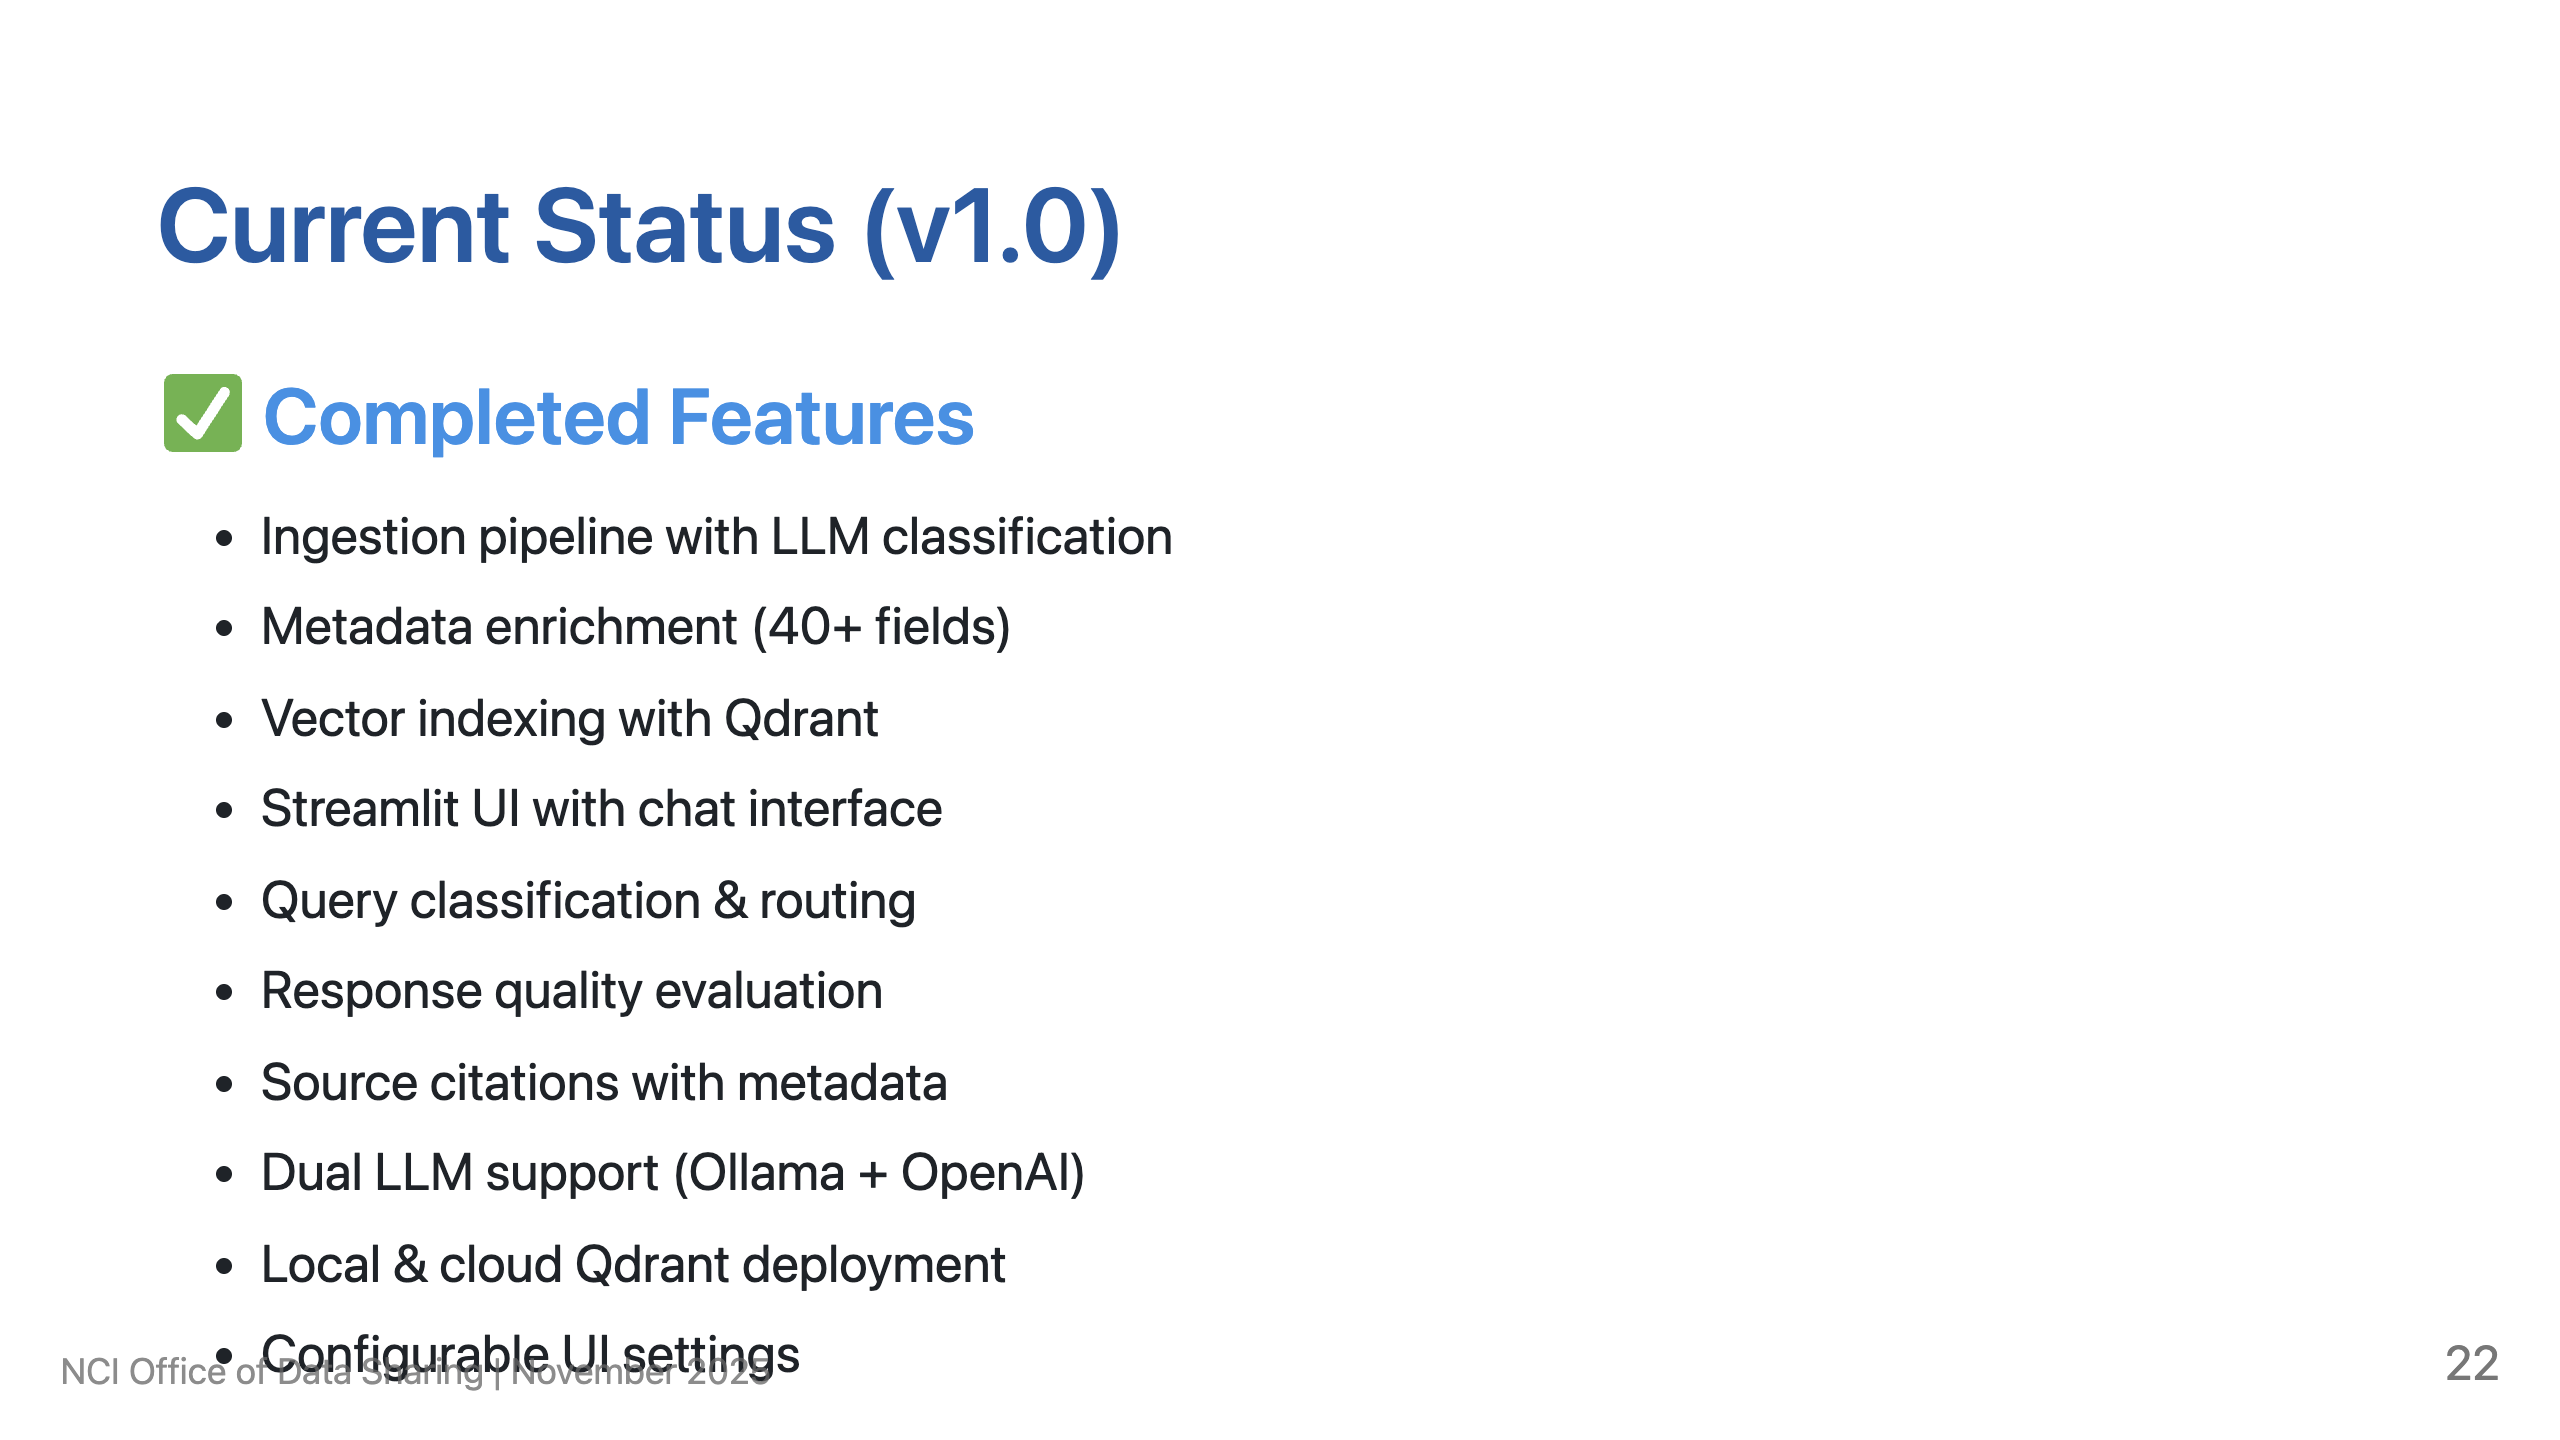 Current Status (v1.0)
✅ Completed Features
• Ingestion pipeline with LLM classification
• Metadata enrichment (40+ fields)
• Vector indexing with Qdrant
• Streamlit UI with chat interface
• Query classification & routing
• Response quality evaluation
• Source citations with metadata
• Dual LLM support (Ollama + OpenAI)
• Local & cloud Qdrant deployment
• Configurable UI settings
NCI Office of Data Sharing | November 2025
22